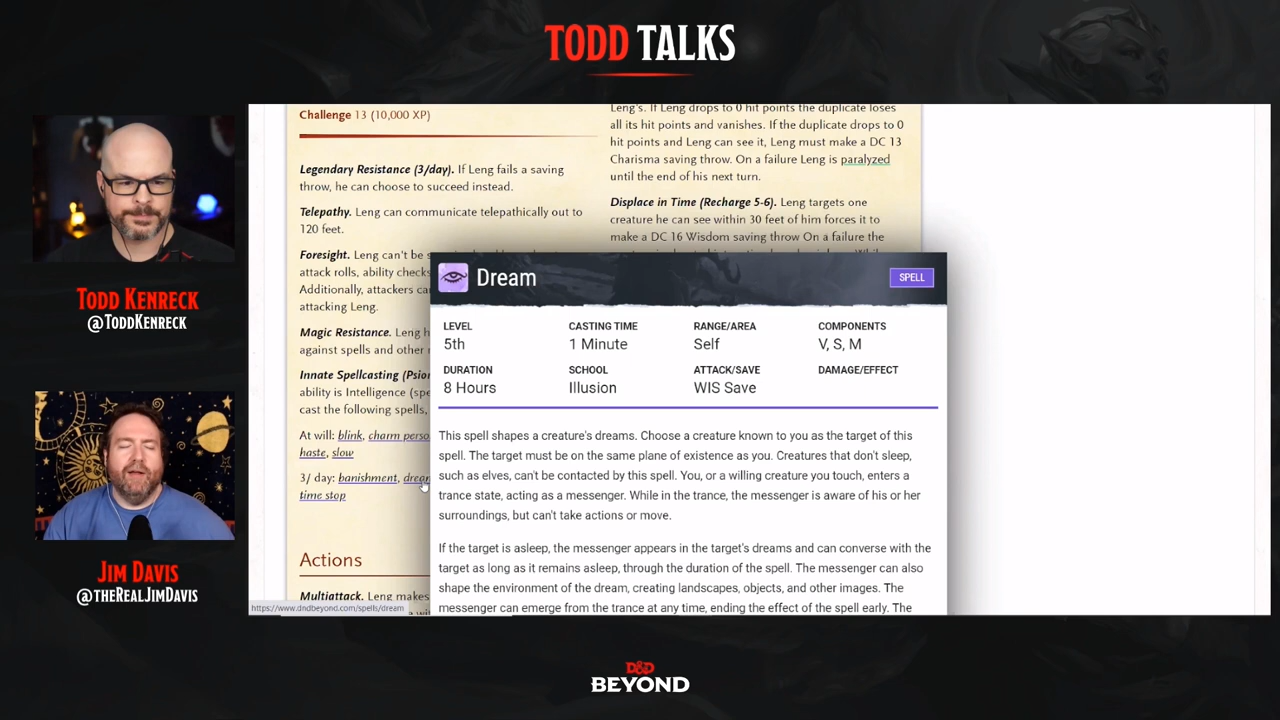 TODD TALKS
Todd Kenreck
@ToddKenreck
Jim Davis
@theRealJimDavis
Challenge 13 (10,000 XP)
Legendary Resistance (3/day). If Leng fails a saving
throw, he can choose to succeed instead.
Telepathy. Leng can communicate telepathically out to
120 feet.
Foresight. Leng can't be
attack rolls, ability checks
Additionally, attackers
attacking Leng.
Magic Resistance. Leng
against spells and other
Innate Spellcasting
ability is Intelligence
cast the following spells,
At will: blink, charm
haste, slow
3/ day: banishment, dream
time stop
Actions
Multiattack. Leng makes
https://www.dndbeyond.com/spells/dream
Leng's. If Leng drops to 0 hit points the duplicate loses
all its hit points and vanishes. If the duplicate drops to 0
hit points and Leng can see it, Leng must make a DC 13
Charisma saving throw. On a failure Leng is paralyzed
until the end of his next turn.
Displace in Time (Recharge 5-6). Leng targets one
creature he can see within 30 feet of him forces it to
make a DC 16 Wisdom saving throw On a failure the
Dream
SPELL
LEVEL CASTING TIME RANGE/AREA COMPONENTS
5th 1 Minute Self V, S, M
DURATION SCHOOL ATTACK/SAVE DAMAGE/EFFECT
8 Hours Illusion WIS Save
This spell shapes a creature's dreams. Choose a creature known to you as the target of this
spell. The target must be on the same plane of existence as you. Creatures that don't sleep,
such as elves, can't be contacted by this spell. You, or a willing creature you touch, enters a
trance state, acting as a messenger. While in the trance, the messenger is aware of his or her
surroundings, but can't take actions or move.
If the target is asleep, the messenger appears in the target's dreams and can converse with the
target as long as it remains asleep, through the duration of the spell. The messenger can also
shape the environment of the dream, creating landscapes, objects, and other images. The
messenger can emerge from the trance at any time, ending the effect of the spell early. The
D&D
BEYOND